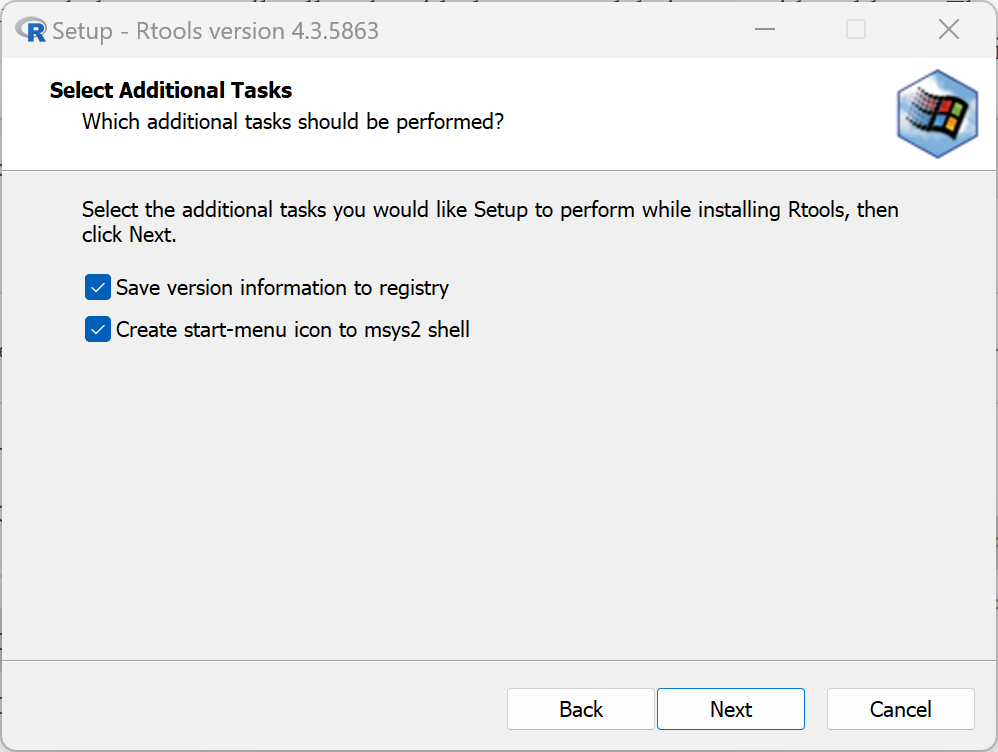 Setup - Rtools version 4.3.5863
Select Additional Tasks
Which additional tasks should be performed?
Select the additional tasks you would like Setup to perform while installing Rtools, then
click Next.
Save version information to registry
Create start-menu icon to msys2 shell
Back
Next
Cancel